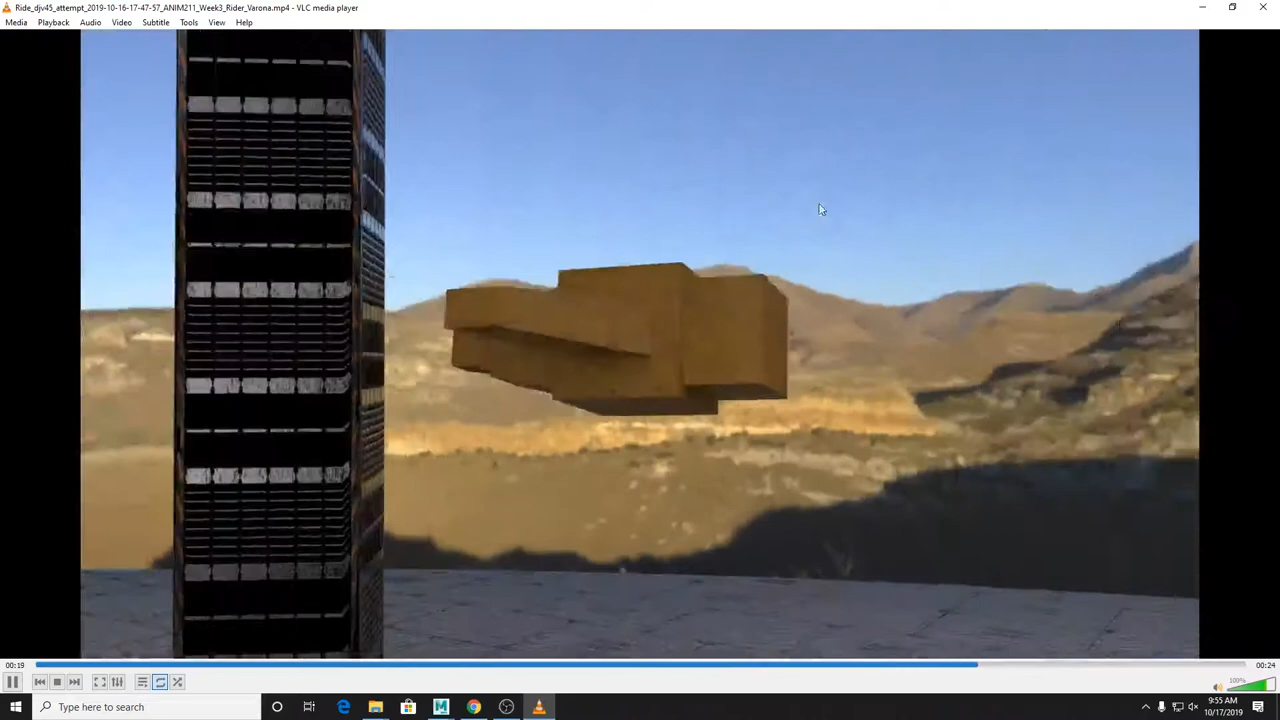 Ride_djv45_attempt_2019-10-16-17-47-57_ANIM211_Week3_Rider_Varona.mp4 - VLC media player
Media Playback Audio Video Subtitle Tools View Help
00:19 00:24
100%
Type here to search
9:55 AM
10/17/2019